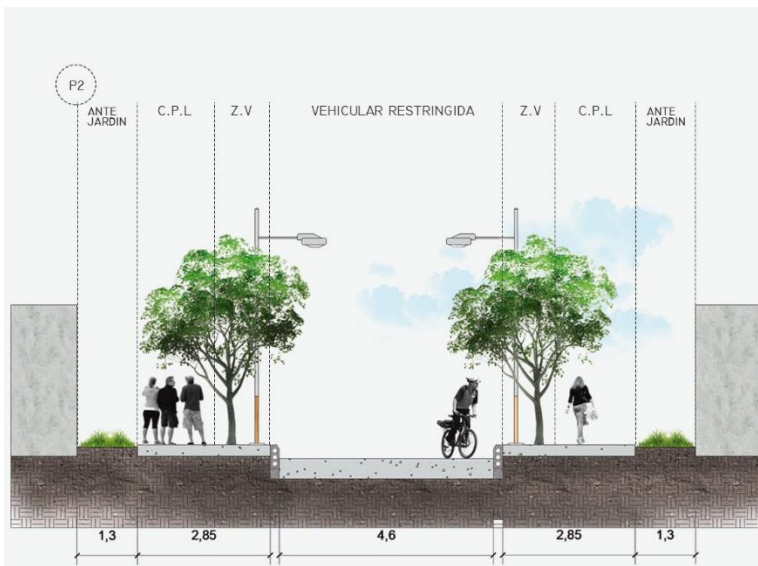 P2
ANTE
JARDIN
C.P.L
Z.V
VEHICULAR RESTRINGIDA
Z.V
C.P.L
ANTE
JARDIN
1,3
2,85
4,6
2,85
1,3